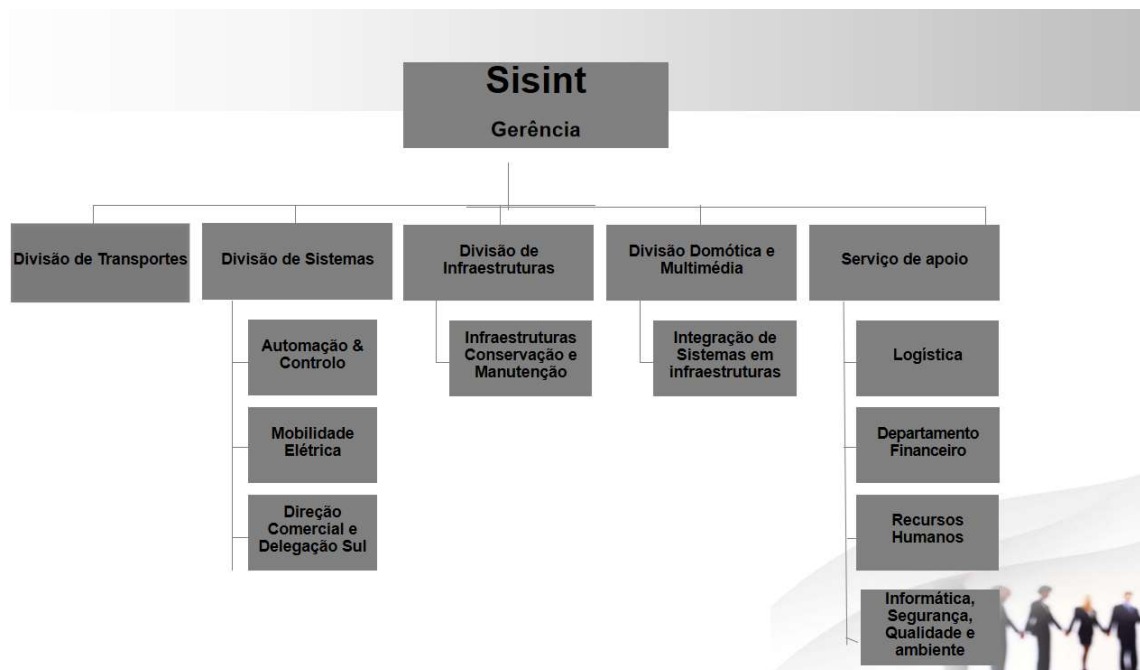 Sisint
Gerência
Divisão de Transportes
Divisão de Sistemas
Divisão de
Infraestruturas
Divisão Domótica e
Multimédia
Serviço de apoio
Automação &
Controlo
Infraestruturas
Conservação e
Manutenção
Integração de
Sistemas em
infraestruturas
Logística
Mobilidade
Elétrica
Departamento
Financeiro
Direção
Comercial e
Delegação Sul
Recursos
Humanos
Informática,
Segurança,
Qualidade e
ambiente